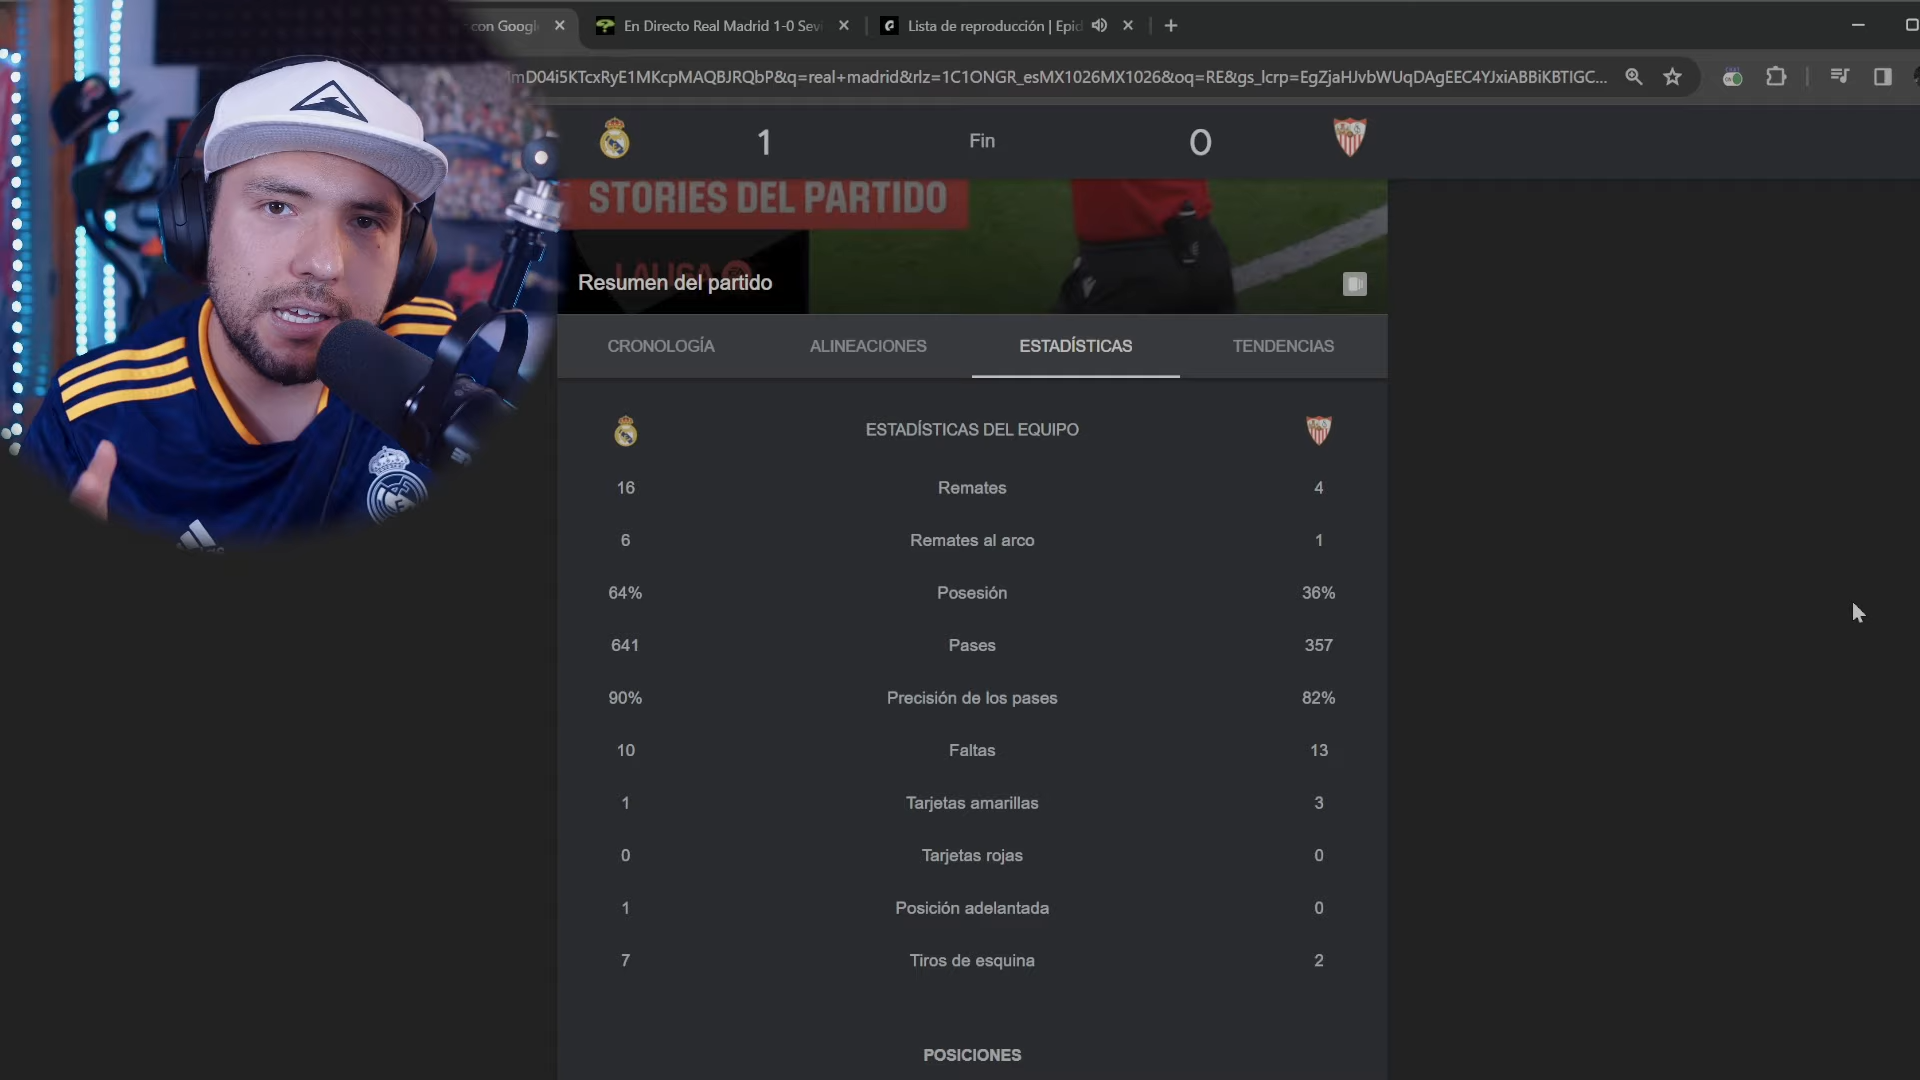 con Google
En Directo Real Madrid 1-0 Sevi
Lista de reproducción | Epid
mD04i5KTcxRyE1MKcpMAQBJRQbP&q=real+madrid&rlz=1C1ONGR_esMX1026MX1026&oq=RE&gs_lcrp=EgZjaHJvbWUqDAgEEC4YJxiABBiKBTIGC...
1 Fin 0
STORIES DEL PARTIDO
LALIGA
Resumen del partido
CRONOLOGÍA ALINEACIONES ESTADÍSTICAS TENDENCIAS
ESTADÍSTICAS DEL EQUIPO
16 Remates 4
6 Remates al arco 1
64% Posesión 36%
641 Pases 357
90% Precisión de los pases 82%
10 Faltas 13
1 Tarjetas amarillas 3
0 Tarjetas rojas 0
1 Posición adelantada 0
7 Tiros de esquina 2
POSICIONES